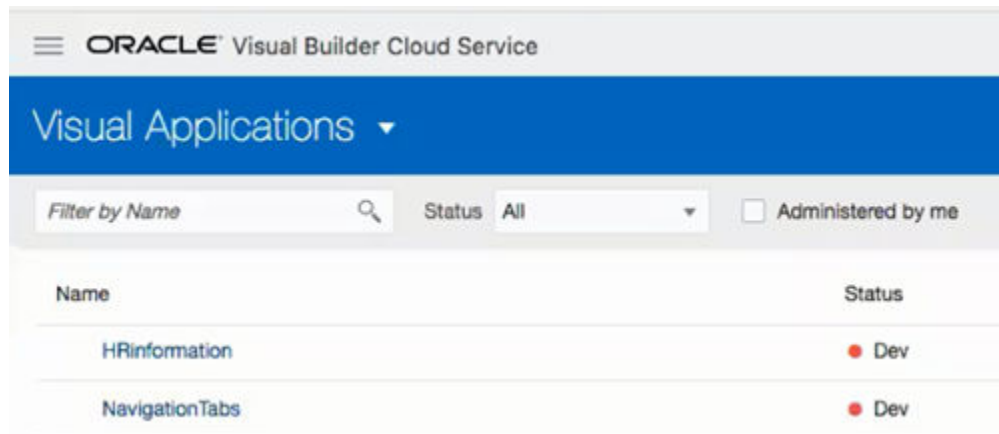 ORACLE® Visual Builder Cloud Service
Visual Applications
Filter by Name Status All Administered by me
Name Status
HRinformation Dev
NavigationTabs Dev